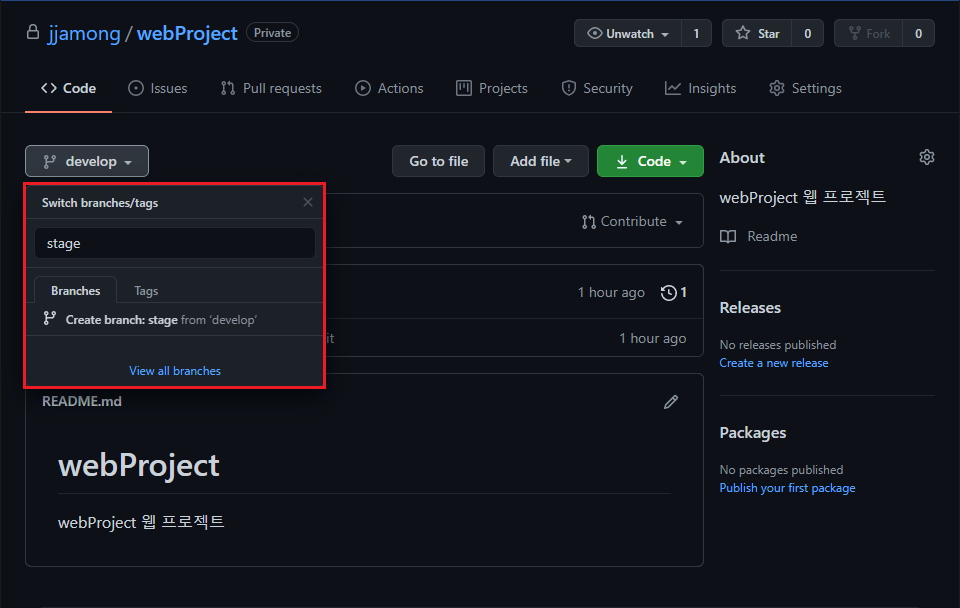 jjamong / webProject Private
Unwatch 1 Star 0 Fork 0
Code Issues Pull requests Actions Projects Security Insights Settings
develop Go to file Add file Code
Switch branches/tags
stage
Branches Tags
Create branch: stage from ‘develop’
View all branches
Contribute
1 hour ago 1
it 1 hour ago
README.md
webProject
webProject 웹 프로젝트
About
webProject 웹 프로젝트
Readme
Releases
No releases published
Create a new release
Packages
No packages published
Publish your first package